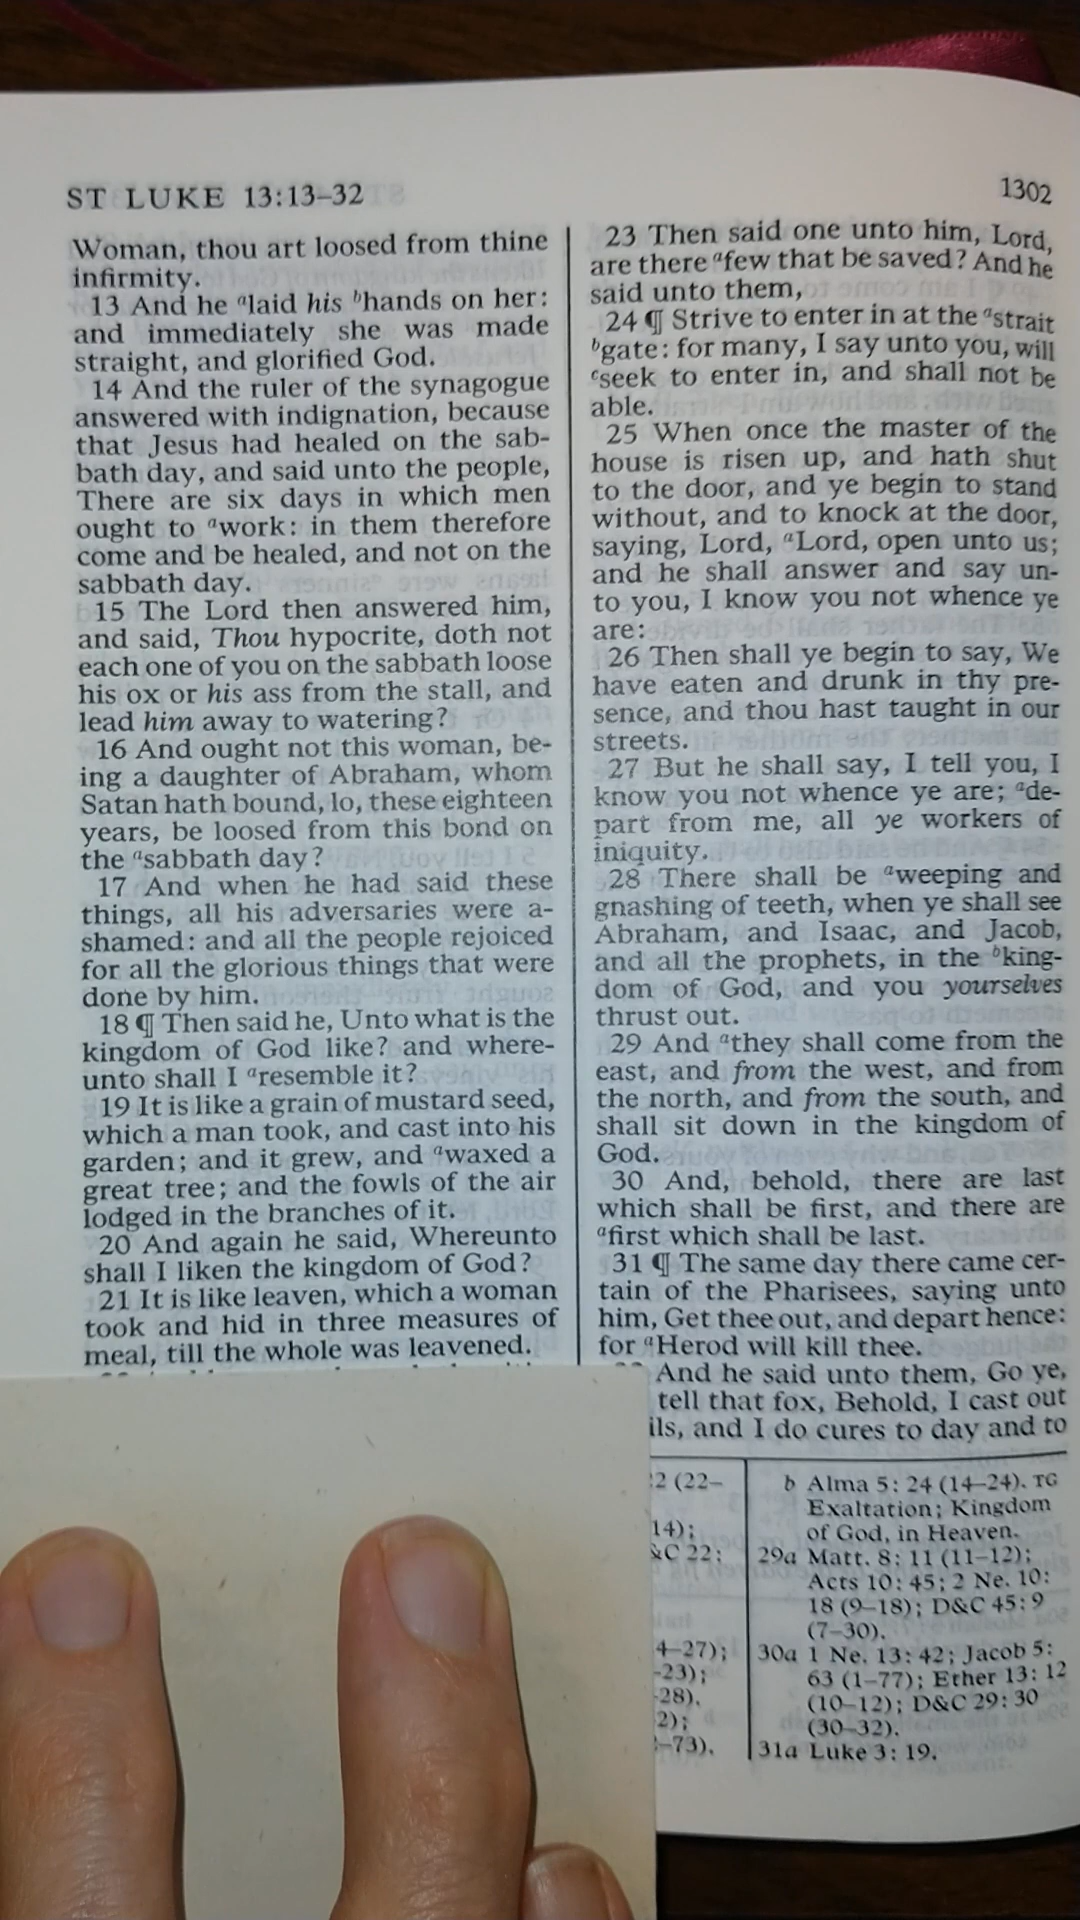 ST LUKE 13:13–32
1302
Woman, thou art loosed from thine
infirmity.
13 And he ᵃlaid his ᵇhands on her:
and immediately she was made
straight, and glorified God.
14 And the ruler of the synagogue
answered with indignation, because
that Jesus had healed on the sab-
bath day, and said unto the people,
There are six days in which men
ought to ᵃwork: in them therefore
come and be healed, and not on the
sabbath day.
15 The Lord then answered him,
and said, Thou hypocrite, doth not
each one of you on the sabbath loose
his ox or his ass from the stall, and
lead him away to watering?
16 And ought not this woman, be-
ing a daughter of Abraham, whom
Satan hath bound, lo, these eighteen
years, be loosed from this bond on
the ᵃsabbath day?
17 And when he had said these
things, all his adversaries were a-
shamed: and all the people rejoiced
for all the glorious things that were
done by him.
18 ¶ Then said he, Unto what is the
kingdom of God like? and where-
unto shall I ᵃresemble it?
19 It is like a grain of mustard seed,
which a man took, and cast into his
garden; and it grew, and ᵃwaxed a
great tree; and the fowls of the air
lodged in the branches of it.
20 And again he said, Whereunto
shall I liken the kingdom of God?
21 It is like leaven, which a woman
took and hid in three measures of
meal, till the whole was leavened.
23 Then said one unto him, Lord,
are there ᵃfew that be saved? And he
said unto them,
24 ¶ Strive to enter in at the ᵃstrait
ᵇgate: for many, I say unto you, will
ᶜseek to enter in, and shall not be
able.
25 When once the master of the
house is risen up, and hath shut
to the door, and ye begin to stand
without, and to knock at the door,
saying, Lord, ᵃLord, open unto us;
and he shall answer and say un-
to you, I know you not whence ye
are:
26 Then shall ye begin to say, We
have eaten and drunk in thy pre-
sence, and thou hast taught in our
streets.
27 But he shall say, I tell you, I
know you not whence ye are; ᵃde-
part from me, all ye workers of
iniquity.
28 There shall be ᵃweeping and
gnashing of teeth, when ye shall see
Abraham, and Isaac, and Jacob,
and all the prophets, in the ᵇking-
dom of God, and you yourselves
thrust out.
29 And ᵃthey shall come from the
east, and from the west, and from
the north, and from the south, and
shall sit down in the kingdom of
God.
30 And, behold, there are last
which shall be first, and there are
ᵃfirst which shall be last.
31 ¶ The same day there came cer-
tain of the Pharisees, saying unto
him, Get thee out, and depart hence:
for ᵃHerod will kill thee.
And he said unto them, Go ye,
tell that fox, Behold, I cast out
ils, and I do cures to day and to
2 (22–
14);
&C 22:
4–27);
–23);
–28).
2);
–73).
b Alma 5: 24 (14–24). TG
Exaltation; Kingdom
of God, in Heaven.
29a Matt. 8: 11 (11–12);
Acts 10: 45; 2 Ne. 10:
18 (9–18); D&C 45: 9
(7–30).
30a 1 Ne. 13: 42; Jacob 5:
63 (1–77); Ether 13: 12
(10–12); D&C 29: 30
(30–32).
31a Luke 3: 19.